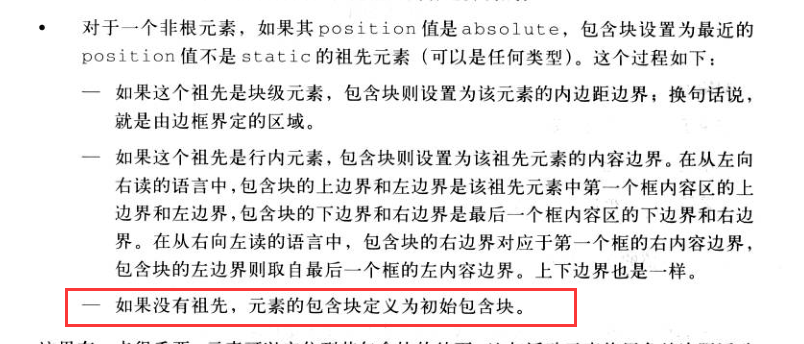 • 对于一个非根元素，如果其position值是absolute，包含块设置为最近的
position值不是static的祖先元素（可以是任何类型）。这个过程如下：
— 如果这个祖先是块级元素，包含块则设置为该元素的内边距边界；换句话说，
就是由边框界定的区域。
— 如果这个祖先是行内元素，包含块则设置为该祖先元素的内容边界。在从左向
右读的语言中，包含块的上边界和左边界是该祖先元素中第一个框内容区的上
边界和左边界，包含块的下边界和右边界是最后一个框内容区的下边界和右边
界。在从右向左读的语言中，包含块的右边界对应于第一个框的右内容边界，
包含块的左边界则取自最后一个框的左内容边界。上下边界也是一样。
— 如果没有祖先，元素的包含块定义为初始包含块。